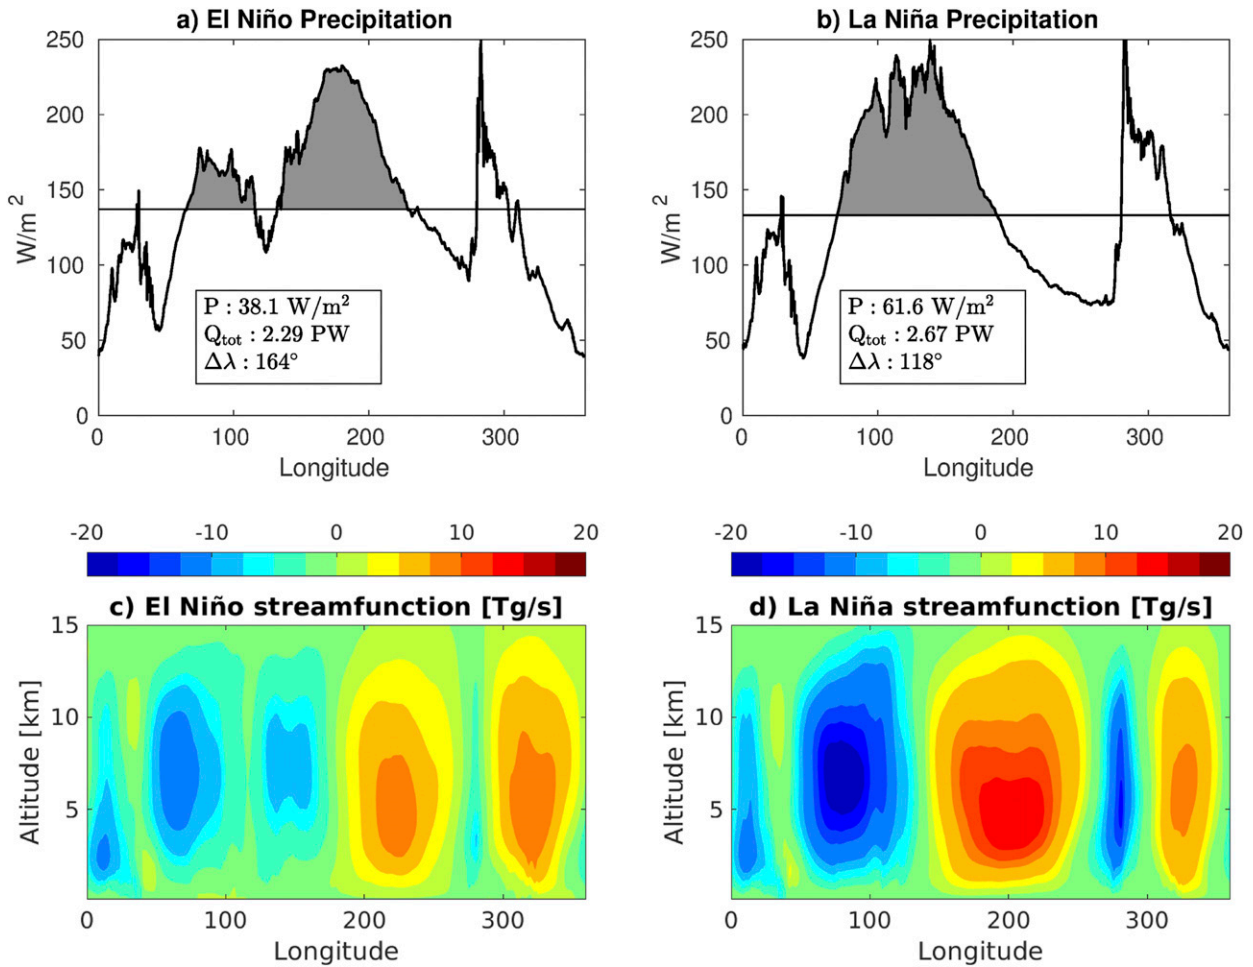 a) El Niño Precipitation
250
200
150
100
50
0
W/m²
P : 38.1 W/m²
Qtot : 2.29 PW
Δλ : 164°
0 100 200 300
Longitude
b) La Niña Precipitation
250
200
150
100
50
0
W/m²
P : 61.6 W/m²
Qtot : 2.67 PW
Δλ : 118°
0 100 200 300
Longitude
-20 -10 0 10 20
c) El Niño streamfunction [Tg/s]
15
10
5
Altitude [km]
0 100 200 300
Longitude
-20 -10 0 10 20
d) La Niña streamfunction [Tg/s]
15
10
5
Altitude [km]
0 100 200 300
Longitude